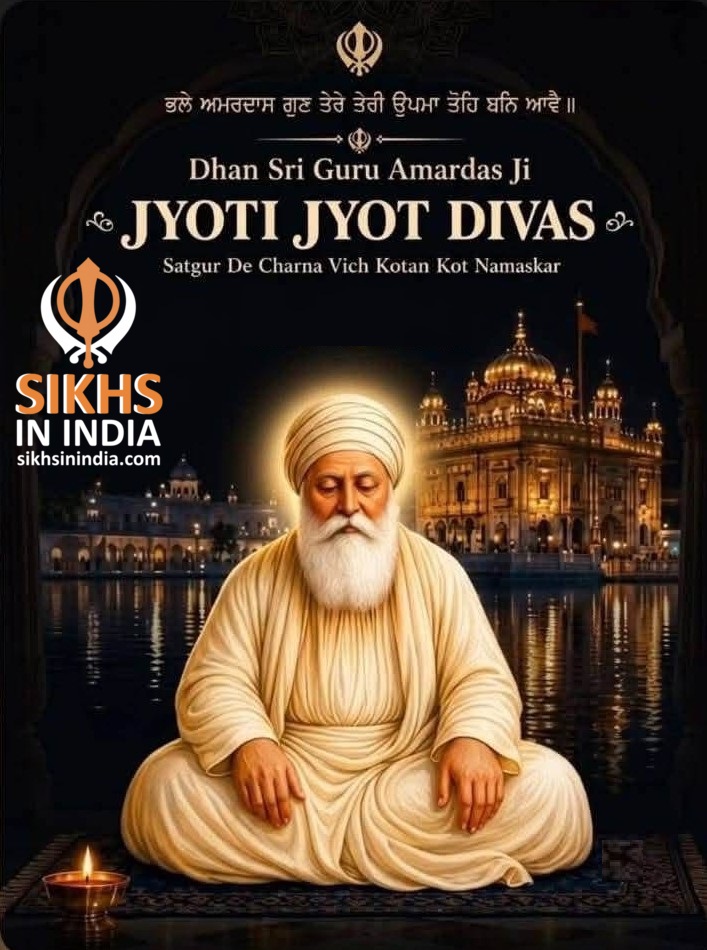 ਭਲੇ ਅਮਰਦਾਸ ਗੁਣ ਤੇਰੇ ਤੇਰੀ ਉਪਮਾ ਤੋਹਿ ਬਨਿ ਆਵੈ॥
Dhan Sri Guru Amardas Ji
JYOTI JYOT DIVAS
Satgur De Charna Vich Kotan Kot Namaskar
SIKHS
IN INDIA
sikhsinindia.com